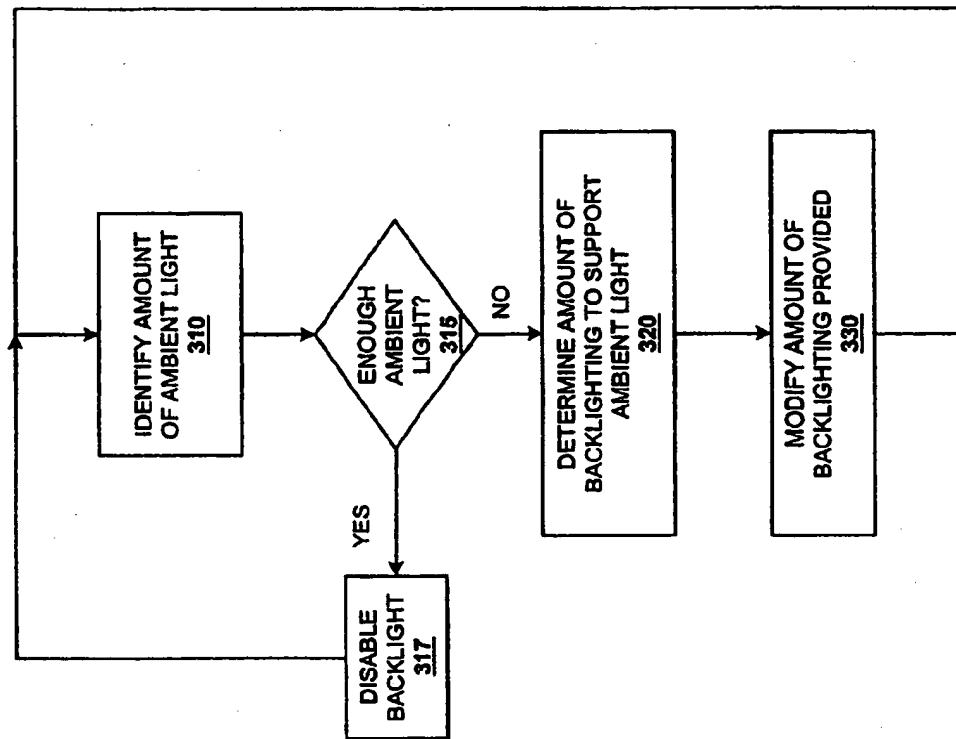 IDENTIFY AMOUNT
OF AMBIENT LIGHT
310
ENOUGH
AMBIENT
LIGHT?
315
YES
NO
DISABLE
BACKLIGHT
317
DETERMINE AMOUNT OF
BACKLIGHTING TO SUPPORT
AMBIENT LIGHT
320
MODIFY AMOUNT OF
BACKLIGHTING PROVIDED
330